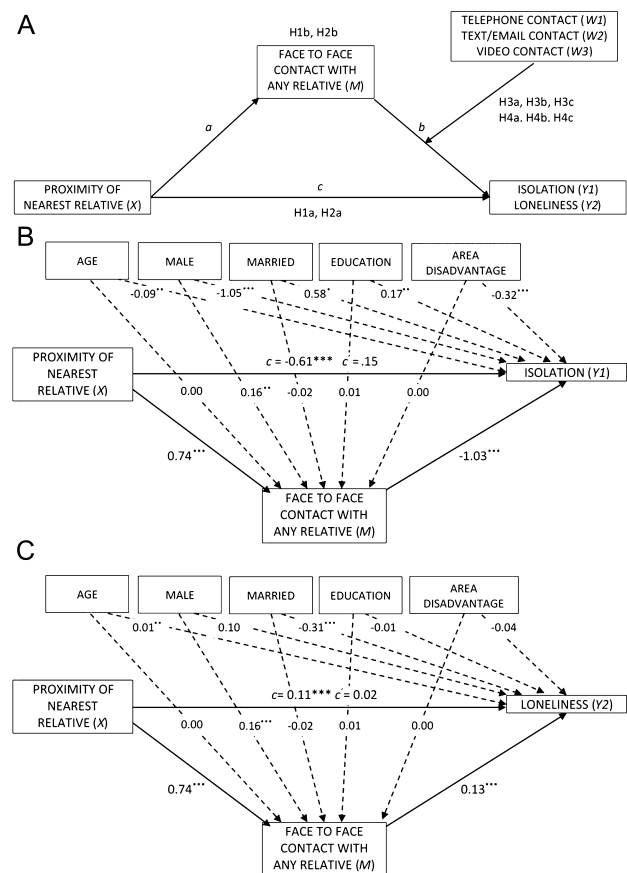 A
H1b, H2b
FACE TO FACE
CONTACT WITH
ANY RELATIVE (M)
TELEPHONE CONTACT (W1)
TEXT/EMAIL CONTACT (W2)
VIDEO CONTACT (W3)
H3a, H3b, H3c
H4a. H4b. H4c
a
b
PROXIMITY OF
NEAREST RELATIVE (X)
c
H1a, H2a
ISOLATION (Y1)
LONELINESS (Y2)
B
AGE
MALE
MARRIED
EDUCATION
AREA
DISADVANTAGE
-0.09** -1.05*** 0.58* 0.17** -0.32***
PROXIMITY OF
NEAREST
RELATIVE (X)
c = -0.61*** c' = .15
ISOLATION (Y1)
0.00 0.16** -0.02 0.01 0.00
0.74***
-1.03***
FACE TO FACE
CONTACT WITH
ANY RELATIVE (M)
C
AGE
MALE
MARRIED
EDUCATION
AREA
DISADVANTAGE
0.01** 0.10 -0.31*** -0.01 -0.04
PROXIMITY OF
NEAREST
RELATIVE (X)
c= 0.11*** c' = 0.02
LONELINESS (Y2)
0.00 0.16*** -0.02 0.01 0.00
0.74***
0.13***
FACE TO FACE
CONTACT WITH
ANY RELATIVE (M)